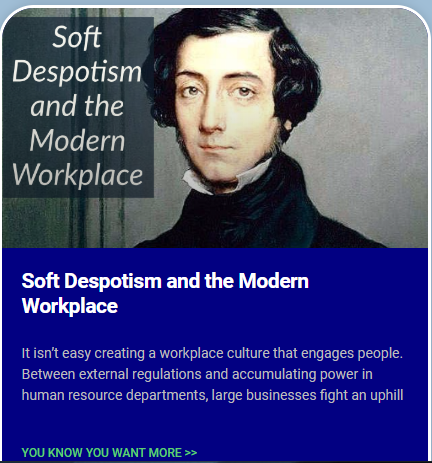 Soft
Despotism
and the
Modern
Workplace
Soft Despotism and the Modern
Workplace
It isn’t easy creating a workplace culture that engages people.
Between external regulations and accumulating power in
human resource departments, large businesses fight an uphill
YOU KNOW YOU WANT MORE >>